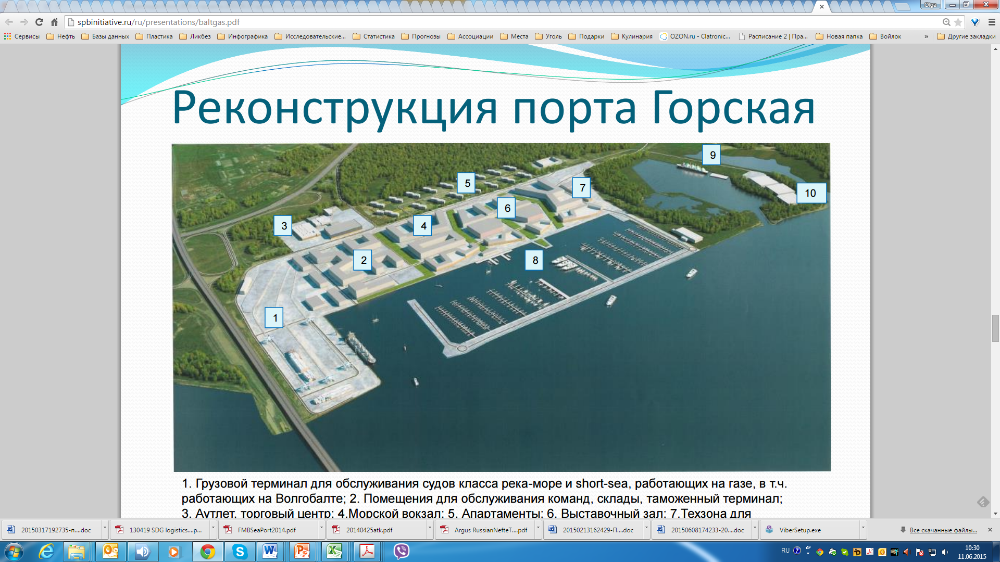 Olga
spbinitiative.ru/ru/presentations/baltgas.pdf
Сервисы Нефть Базы данных Пластика Ликбез Инфографика Исследовательские... Статистика Прогнозы Ассоциации Места Уголь Подарки Кулинария OZON.ru - Clatronic... Расписание 2 | Пра... Новая папка Войлок » Другие закладки
Реконструкция порта Горская
9
5
7
10
6
3
4
2
8
1
1. Грузовой терминал для обслуживания судов класса река-море и short-sea, работающих на газе, в т.ч.
работающих на Волгобалте; 2. Помещения для обслуживания команд, склады, таможенный терминал;
3. Аутлет, торговый центр; 4.Морской вокзал; 5. Апартаменты; 6. Выставочный зал; 7.Техзона для
20150317192735-п....doc 130419 SDG logistics....p... FMBSeaPort2014.pdf 20140425atk.pdf Argus RussianNefteT....pdf 20150213162429-П....doc 20150608174233-20....doc ViberSetup.exe Все скачанные файлы...
RU 10:30
11.06.2015